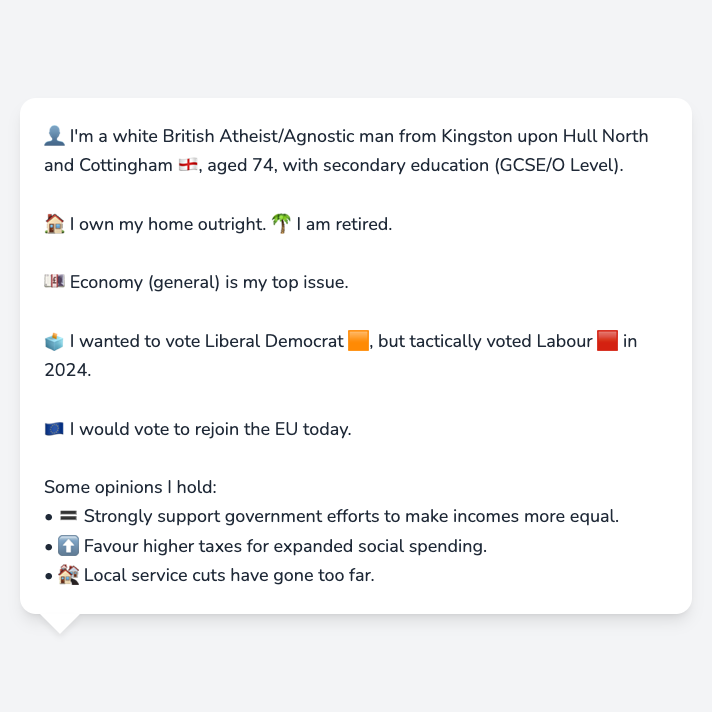 👤 I'm a white British Atheist/Agnostic man from Kingston upon Hull North
and Cottingham 🏴󠁧󠁢󠁥󠁮󠁧󠁿, aged 74, with secondary education (GCSE/O Level).
🏠 I own my home outright. 🌴 I am retired.
💷 Economy (general) is my top issue.
🗳️ I wanted to vote Liberal Democrat 🟧, but tactically voted Labour 🟥 in
2024.
🇪🇺 I would vote to rejoin the EU today.
Some opinions I hold:
• 🟰 Strongly support government efforts to make incomes more equal.
• ⬆️ Favour higher taxes for expanded social spending.
• 🏚️ Local service cuts have gone too far.